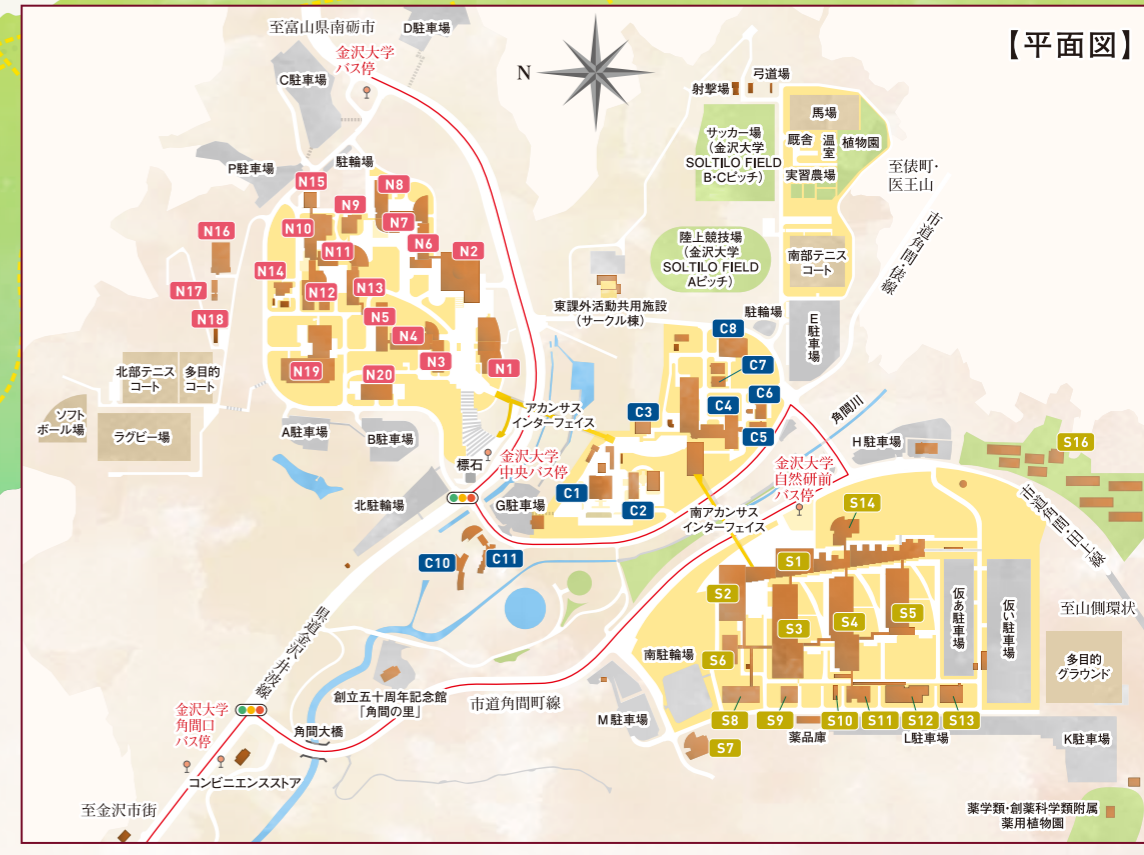 【平面図】
至富山県南砺市
D駐車場
金沢大学
バス停
C駐車場
N
弓道場
射撃場
馬場
サッカー場
(金沢大学
SOLTILO FIELD
B・Cピッチ)
厩舎
温室
植物園
実習農場
至俵町・
医王山
市道角間・俵線
P駐車場
駐輪場
N15
N8
N9
N7
N16
N10
N6
N2
N11
N14
N17
N12
N13
N18
N5
N4
N3
N1
N19
N20
陸上競技場
(金沢大学
SOLTILO FIELD
Aピッチ)
南部テニス
コート
東課外活動共用施設
(サークル棟)
駐輪場
E駐車場
C8
C7
C6
C4
C3
C5
北部テニス
コート
多目的
コート
ソフト
ボール場
ラグビー場
A駐車場
B駐車場
アカンサス
インターフェイス
角間川
H駐車場
S16
標石
金沢大学
中央バス停
金沢大学
自然研前
バス停
C1
C2
北駐輪場
G駐車場
南アカンサス
インターフェイス
S14
市道角間・田上線
C10
C11
S1
S2
S3
S4
S5
仮あ駐車場
仮い駐車場
至山側環状
県道金沢・井波線
多目的
グラウンド
南駐輪場
S6
創立五十周年記念館
「角間の里」
市道角間町線
金沢大学
角間口
バス停
角間大橋
M駐車場
S8
S9
S10
S11
S12
S13
薬品庫
L駐車場
K駐車場
S7
コンビニエンスストア
至金沢市街
薬学類・創薬科学類附属
薬用植物園